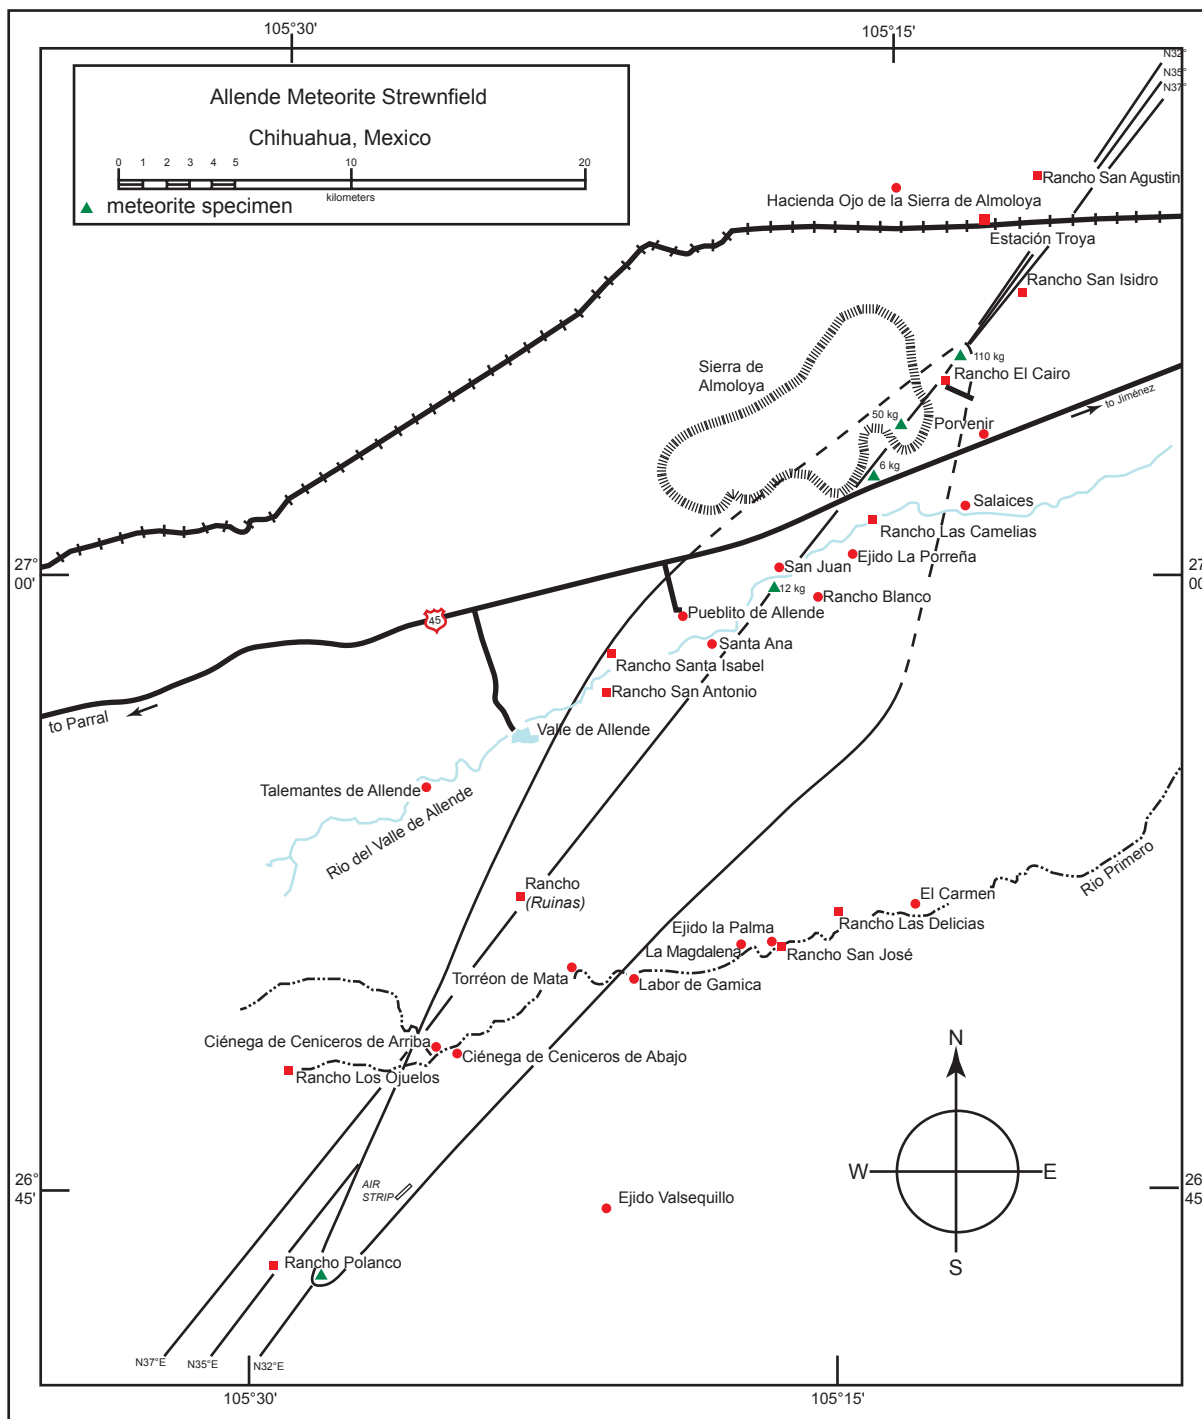 105°30'
105°15'
N32°
N35°
N37°
Allende Meteorite Strewnfield
Chihuahua, Mexico
0 1 2 3 4 5 10 20
kilometers
meteorite specimen
Rancho San Agustin
Hacienda Ojo de la Sierra de Almoloya
Estación Troya
Rancho San Isidro
110 kg
Sierra de
Almoloya
Rancho El Cairo
to Jiménez
50 kg
Porvenir
6 kg
Salaices
Rancho Las Camelias
27°
00'
Ejido La Porreña
San Juan
27°
00'
12 kg
Rancho Blanco
Pueblito de Allende
45
Santa Ana
Rancho Santa Isabel
Rancho San Antonio
to Parral
Valle de Allende
Talemantes de Allende
Rio del Valle de Allende
Rio Primero
Rancho
(Ruinas)
El Carmen
Rancho Las Delicias
Ejido la Palma
La Magdalena
Rancho San José
Torréon de Mata
Labor de Gamica
Ciénega de Ceniceros de Arriba
Ciénega de Ceniceros de Abajo
Rancho Los Ojuelos
N
W
E
S
26°
45'
26°
45'
AIR
STRIP
Ejido Valsequillo
Rancho Polanco
N37°E
N35°E
N32°E
105°30'
105°15'